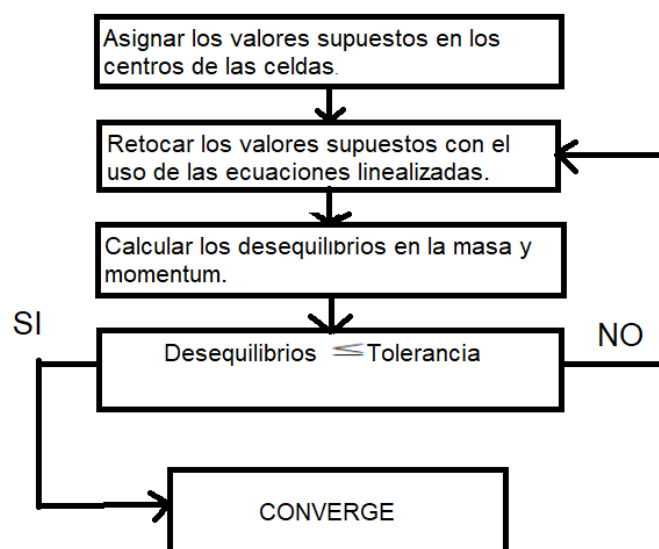 Asignar los valores supuestos en los
centros de las celdas.
Retocar los valores supuestos con el
uso de las ecuaciones linealizadas.
Calcular los desequilibrios en la masa y
momentum.
SI
Desequilibrios ≤ Tolerancia
NO
CONVERGE